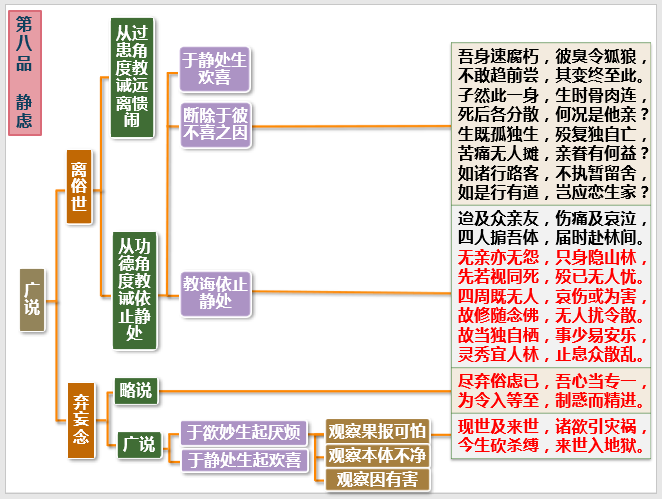 第八品 静虑
广说
离俗世
弃妄念
从过患角度教诫远离愦闹
从功德角度教诫依止静处
略说
广说
于静处生欢喜
断除于彼不喜之因
教诲依止静处
于欲妙生起厌烦
于静处生起欢喜
观察果报可怕
观察本体不净
观察因有害
吾身速腐朽，彼臭令狐狼，
不敢趋前尝，其变终至此。
孑然此一身，生时骨肉连，
死后各分散，何况是他亲？
生既孤独生，殁复独自亡，
苦痛无人摊，亲眷有何益？
如诸行路客，不执暂留舍，
如是行有道，岂应恋生家？
迨及众亲友，伤痛及哀泣，
四人掮吾体，届时赴林间。
无亲亦无怨，只身隐山林，
先若视同死，殁已无人忧。
四周既无人，哀伤或为害，
故修随念佛，无人扰令散。
故当独自栖，事少易安乐，
灵秀宜人林，止息众散乱。
尽弃俗虑已，吾心当专一，
为令入等至，制惑而精进。
现世及来世，诸欲引灾祸，
今生砍杀缚，来世入地狱。